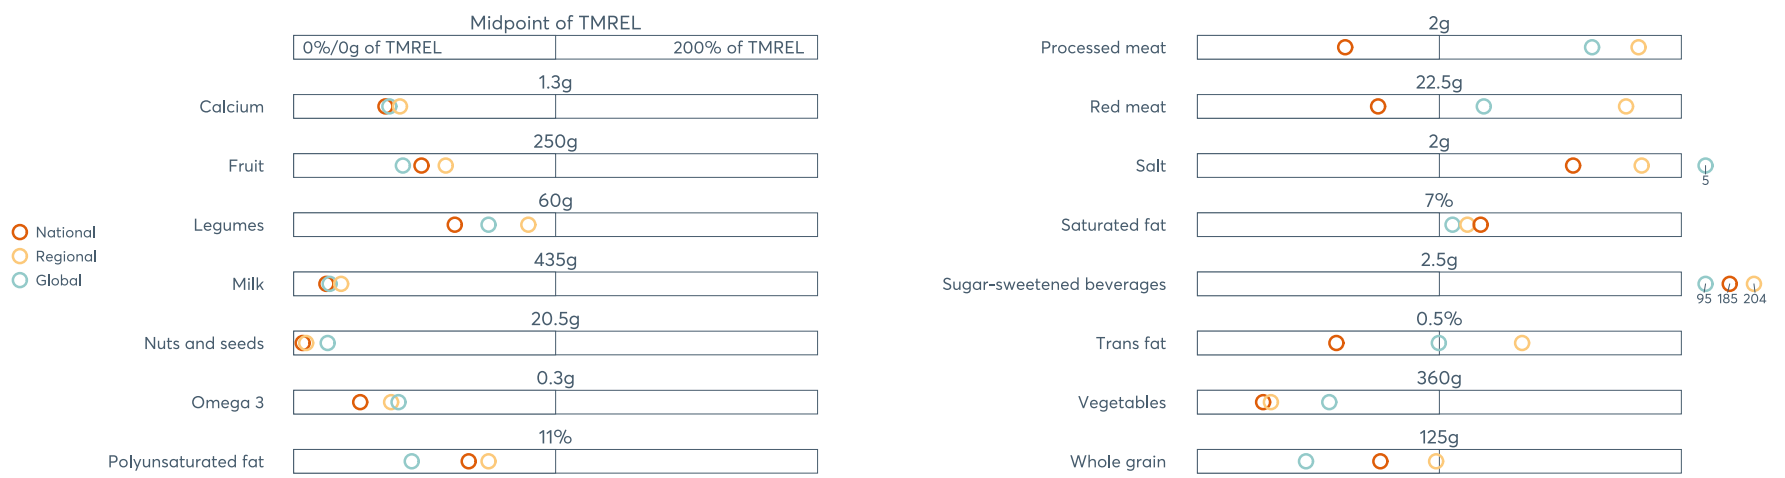 Midpoint of TMREL
0%/0g of TMREL 200% of TMREL
1.3g
Calcium
250g
Fruit
60g
Legumes
435g
Milk
20.5g
Nuts and seeds
0.3g
Omega 3
11%
Polyunsaturated fat
National
Regional
Global
2g
Processed meat
22.5g
Red meat
2g
Salt
5
7%
Saturated fat
2.5g
Sugar-sweetened beverages
95 185 204
0.5%
Trans fat
360g
Vegetables
125g
Whole grain